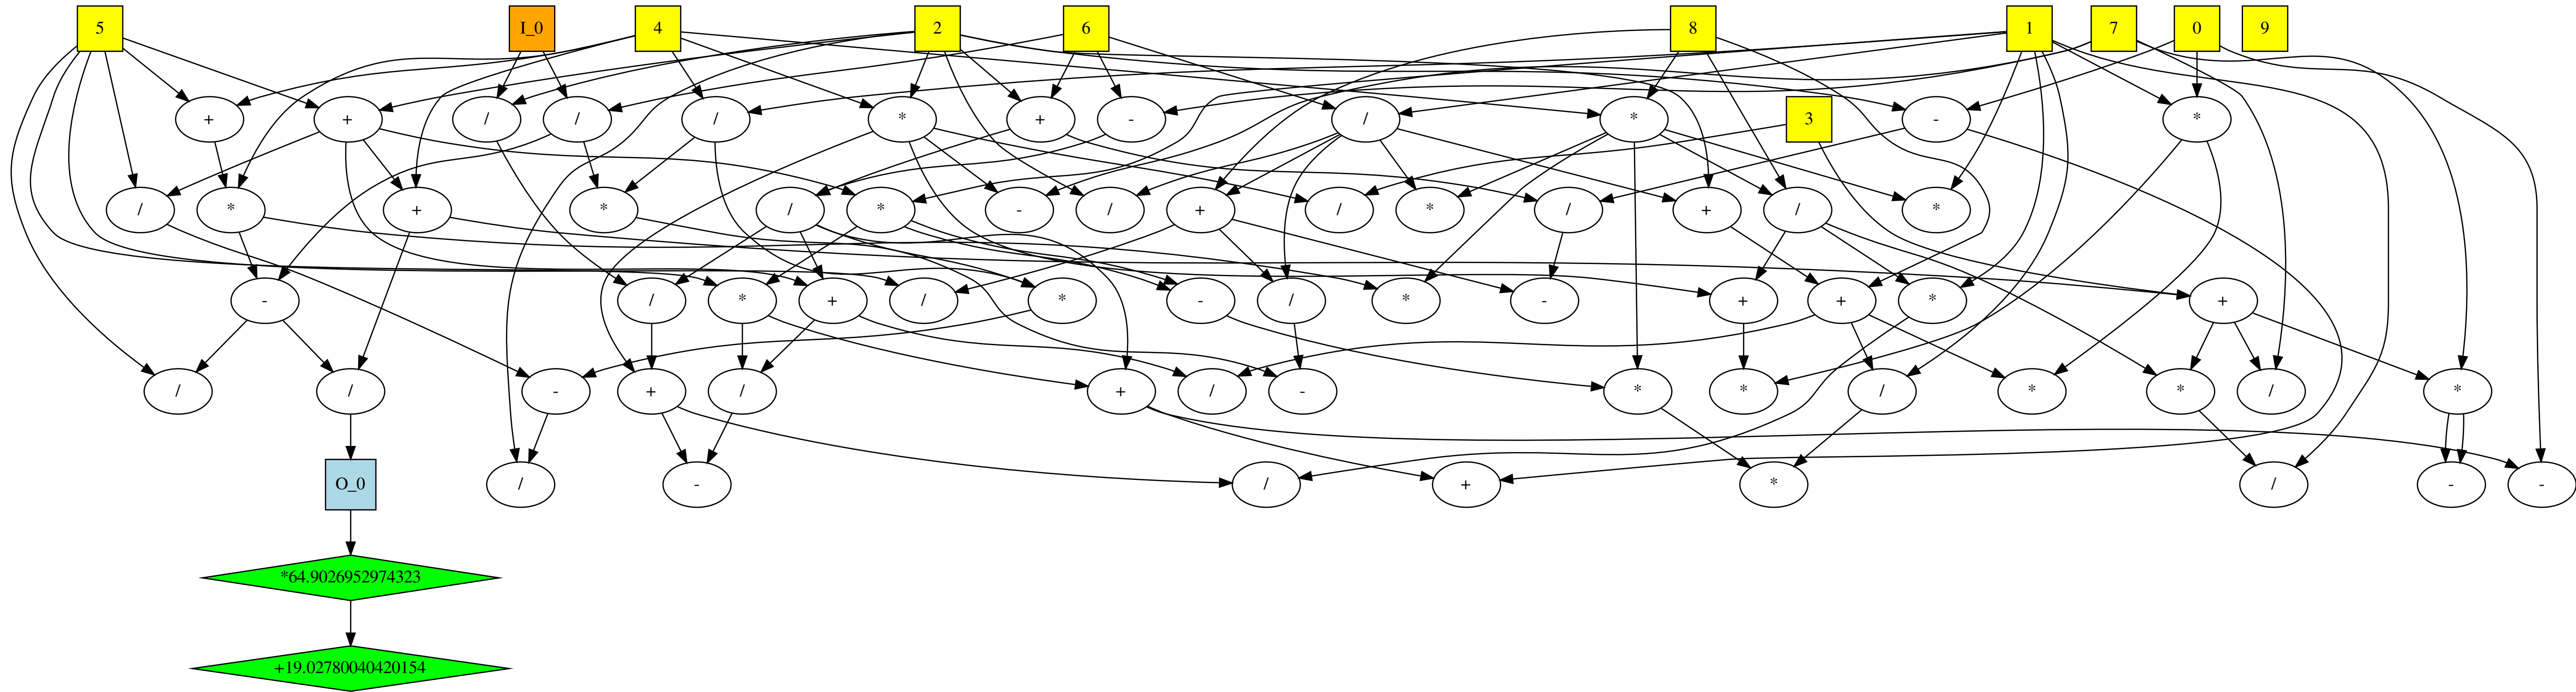 5 I_0 4 2 6 8 1 7 0 9
+ + / / / * + - / * 3 - *
/ * * + * / * - / + / * / + / *
- / * + / * - / * - + + * +
/ / - + / + / - * * / * * / *
O_0 / - / + * / - -
*64.9026952974323
+19.02780040420154